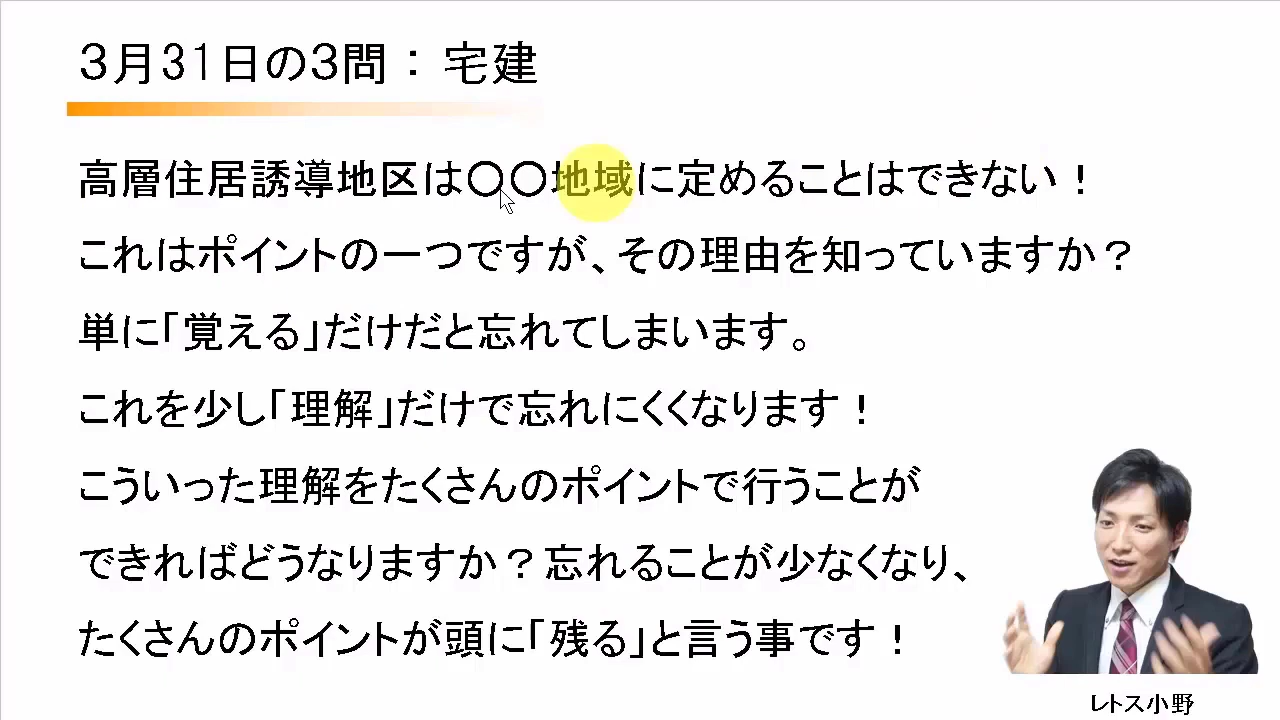 3月31日の3問：宅建
高層住居誘導地区は〇〇地域に定めることはできない！
これはポイントの一つですが、その理由を知っていますか？
単に「覚える」だけだと忘れてしまいます。
これを少し「理解」だけで忘れにくくなります！
こういった理解をたくさんのポイントで行うことが
できればどうなりますか？忘れることが少なくなり、
たくさんのポイントが頭に「残る」と言う事です！
レトス小野